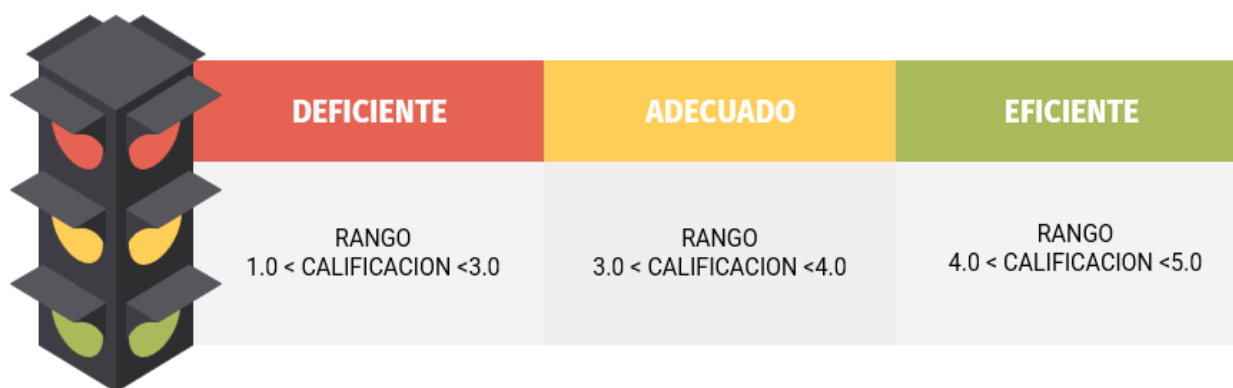 DEFICIENTE
ADECUADO
EFICIENTE
RANGO
1.0 < CALIFICACION <3.0
RANGO
3.0 < CALIFICACION <4.0
RANGO
4.0 < CALIFICACION <5.0